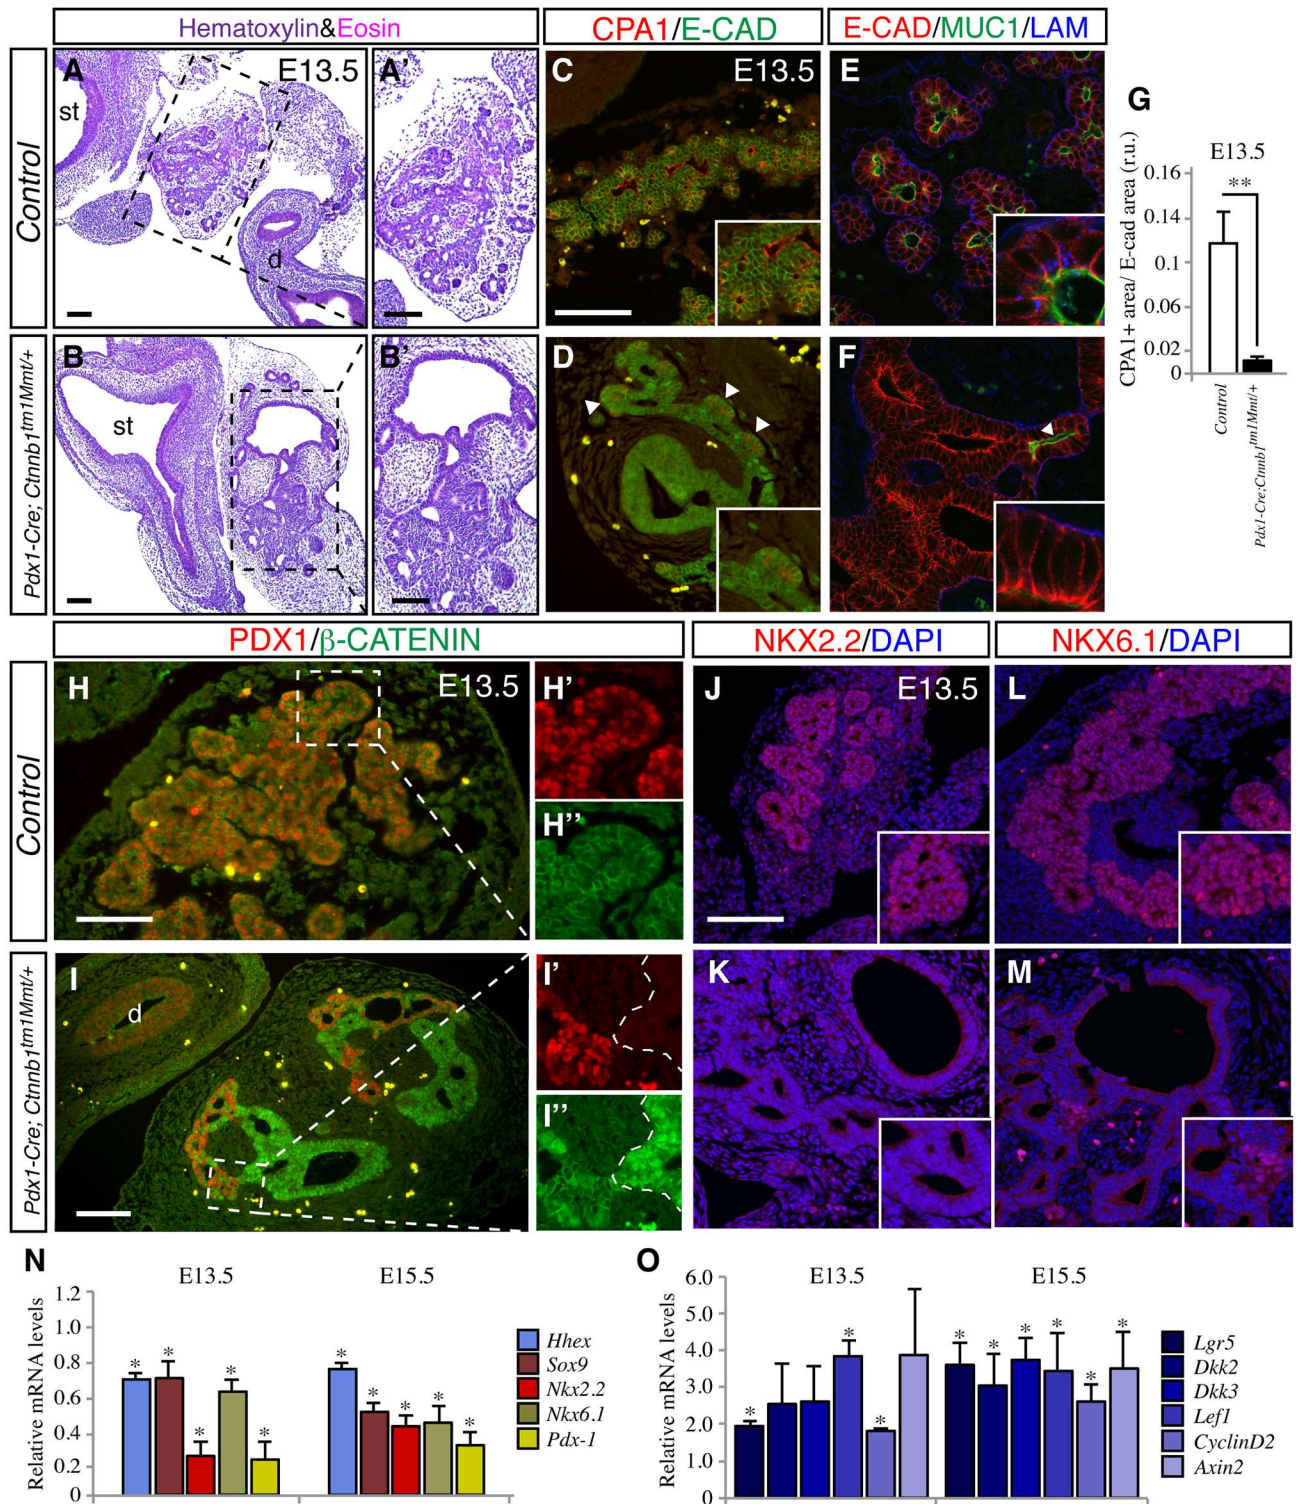 Hematoxylin&Eosin
CPA1/E-CAD
E-CAD/MUC1/LAM
Control
Pdx1-Cre; Ctnnb1tm1Mmt/+
A
E13.5
st
d
A'
B
st
B'
C
E13.5
D
E
F
G
E13.5
**
CPA1+ area/ E-cad area (r.u.)
0.16
0.14
0.1
0.06
0.02
0
Control
Pdx1-Cre;Ctnnb1tm1Mmt/+
PDX1/β-CATENIN
NKX2.2/DAPI
NKX6.1/DAPI
Control
Pdx1-Cre; Ctnnb1tm1Mmt/+
H
E13.5
H'
H''
I
d
I'
I''
J
E13.5
K
L
M
N
E13.5
E15.5
Relative mRNA levels
1.2
1.0
0.8
0.6
0.4
0.2
0
* * * * *
* * * * *
Hhex
Sox9
Nkx2.2
Nkx6.1
Pdx-1
O
E13.5
E15.5
Relative mRNA levels
6.0
4.0
3.0
2.0
1.0
0
* * *
* * * * * *
Lgr5
Dkk2
Dkk3
Lef1
CyclinD2
Axin2